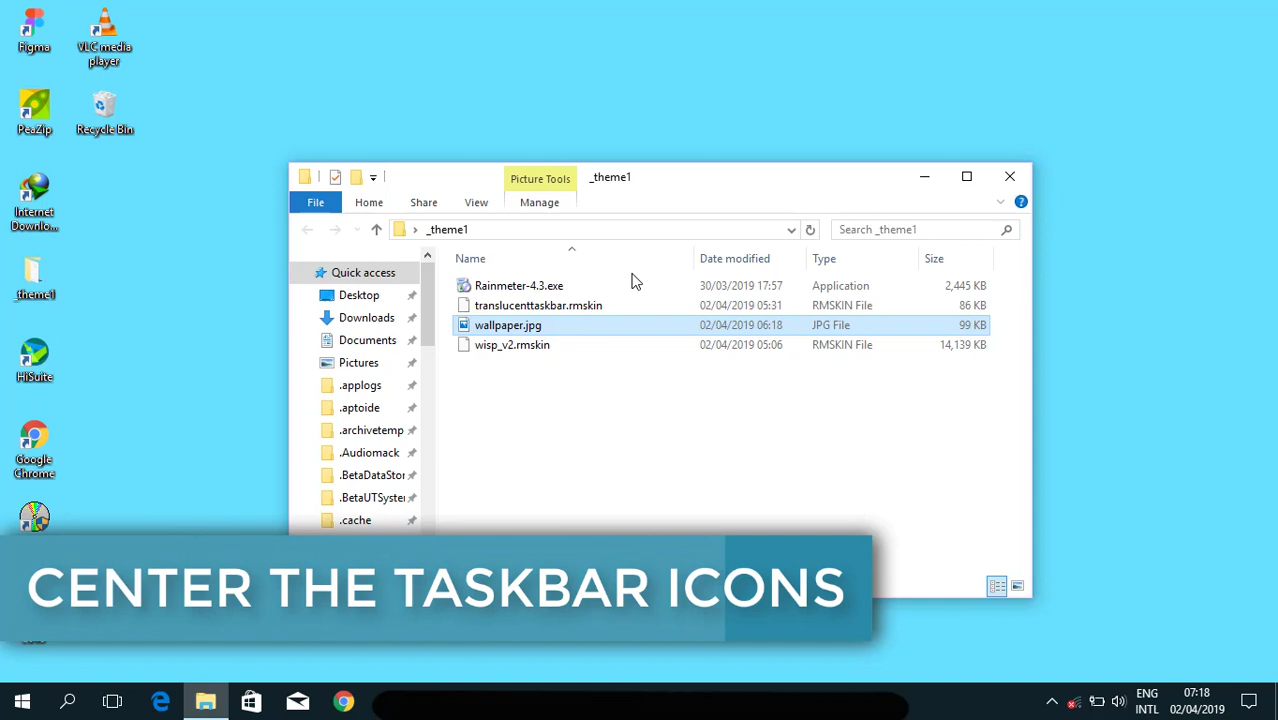 Figma
VLC media
player
PeaZip
Recycle Bin
Internet
Downlo...
_theme1
HiSuite
Google
Chrome
Picture Tools
_theme1
File
Home
Share
View
Manage
_theme1
Search _theme1
Name
Date modified
Type
Size
Quick access
Desktop
Downloads
Documents
Pictures
.applogs
.aptoide
.archivetemp
.Audiomack
.BetaDataStor
.BetaUTSystem
.cache
Rainmeter-4.3.exe 30/03/2019 17:57 Application 2,445 KB
translucenttaskbar.rmskin 02/04/2019 05:31 RMSKIN File 86 KB
wallpaper.jpg 02/04/2019 06:18 JPG File 99 KB
wisp_v2.rmskin 02/04/2019 05:06 RMSKIN File 14,139 KB
CENTER THE TASKBAR ICONS
ENG
INTL
07:18
02/04/2019